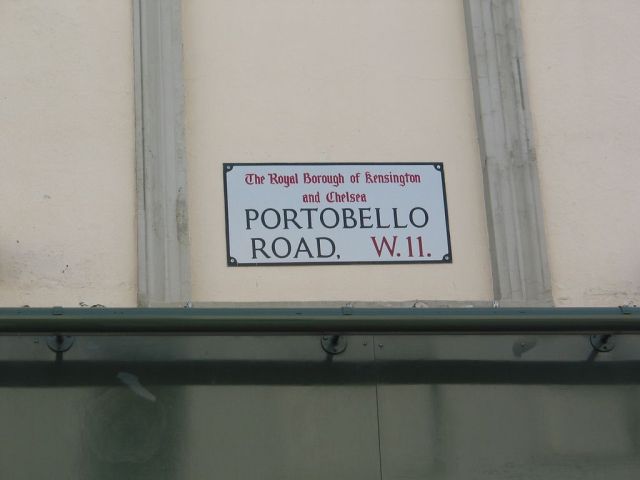 The Royal Borough of Kensington
and Chelsea
PORTOBELLO
ROAD, W.11.